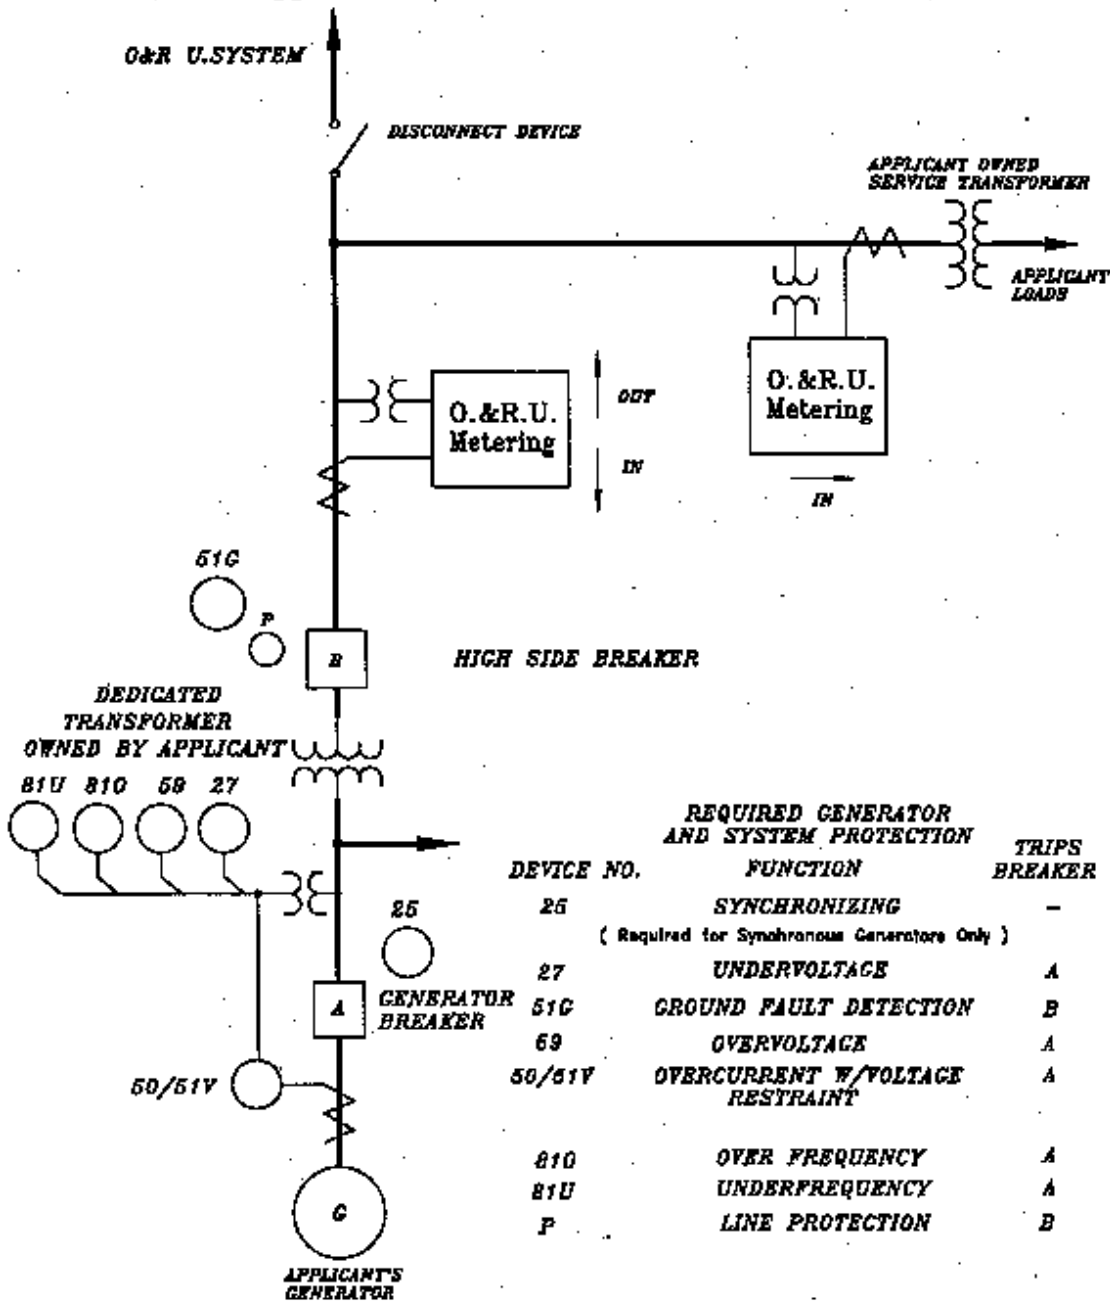 O&R U.SYSTEM
DISCONNECT DEVICE
APPLICANT OWNED
SERVICE TRANSFORMER
APPLICANT
LOADS
O.&R.U.
Metering
OUT
IN
O.&R.U.
Metering
IN
51G
P
B
HIGH SIDE BREAKER
DEDICATED
TRANSFORMER
OWNED BY APPLICANT
81U 81O 59 27
25
A
GENERATOR
BREAKER
50/51V
G
APPLICANT'S
GENERATOR
REQUIRED GENERATOR
AND SYSTEM PROTECTION
DEVICE NO. FUNCTION TRIPS BREAKER
25 SYNCHRONIZING -
( Required for Synchronous Generators Only )
27 UNDERVOLTAGE A
51G GROUND FAULT DETECTION B
59 OVERVOLTAGE A
50/51V OVERCURRENT W/VOLTAGE A
RESTRAINT
81O OVER FREQUENCY A
81U UNDERFREQUENCY A
P LINE PROTECTION B